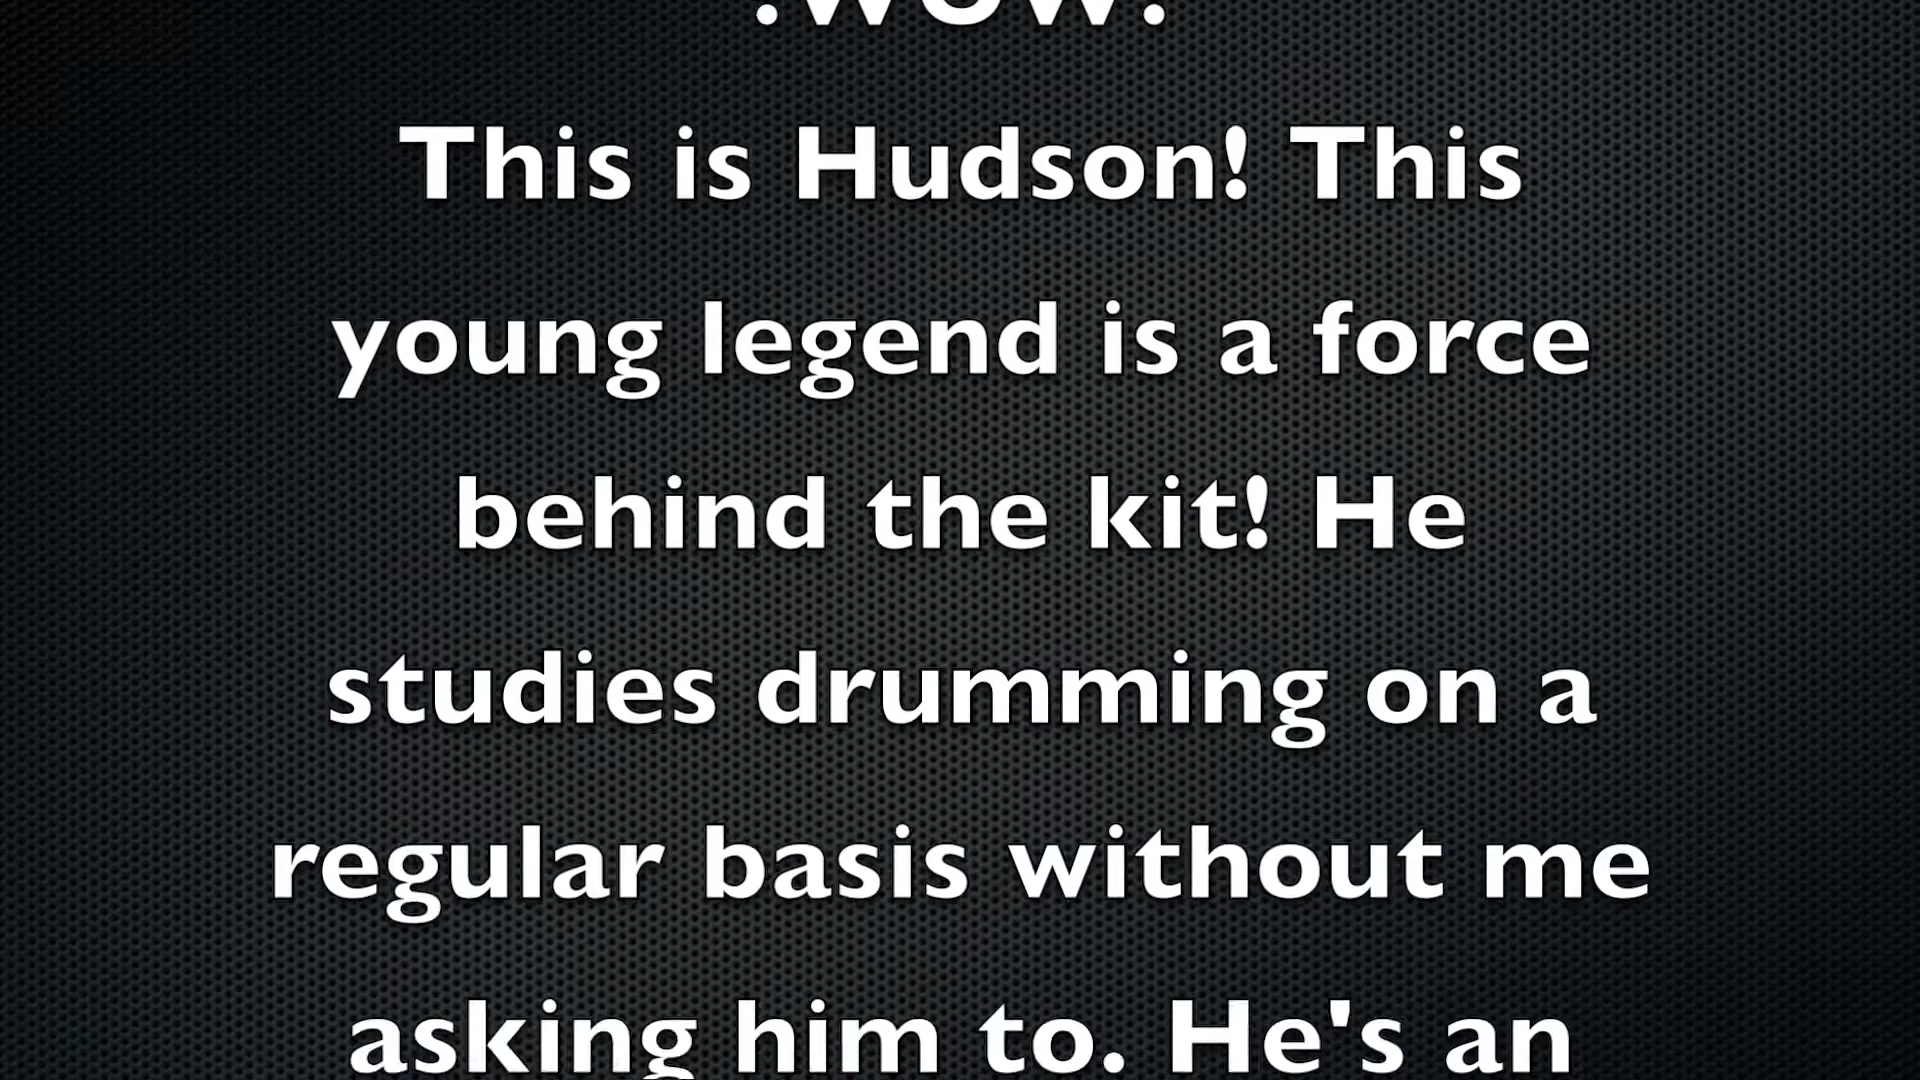 This is Hudson! This
young legend is a force
behind the kit! He
studies drumming on a
regular basis without me
asking him to. He's an